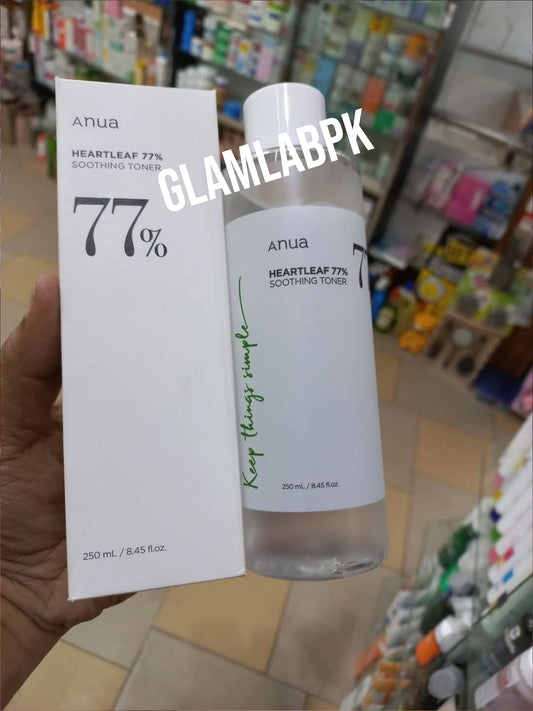 Anua
HEARTLEAF 77%
SOOTHING TONER
77%
250 mL / 8.45 fl.oz.
GLAMLABPK
Anua
77
HEARTLEAF 77%
SOOTHING TONER
Keep things simple
250 mL / 8.45 fl.oz.